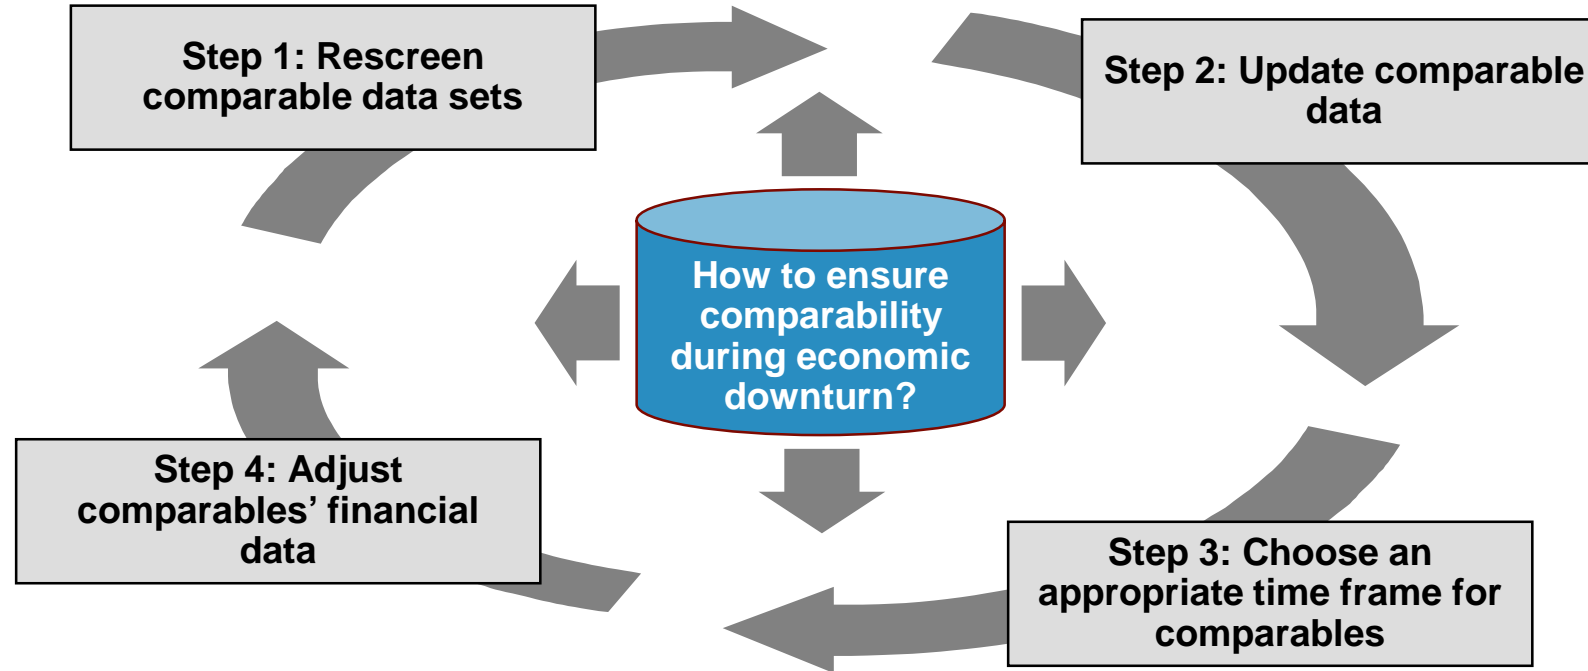 Step 1: Rescreen
comparable data sets
Step 2: Update comparable
data
How to ensure
comparability
during economic
downturn?
Step 4: Adjust
comparables’ financial
data
Step 3: Choose an
appropriate time frame for
comparables